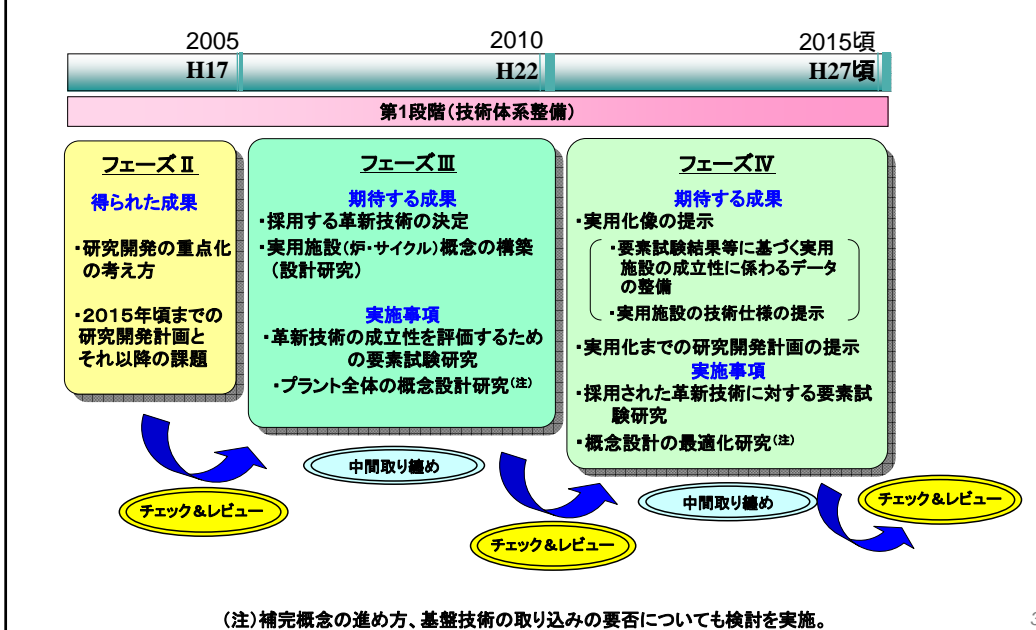 2005
2010
2015頃
H17
H22
H27頃
第1段階（技術体系整備）
フェーズⅡ
得られた成果
・研究開発の重点化
の考え方
・2015年頃までの
研究開発計画と
それ以降の課題
フェーズⅢ
期待する成果
・採用する革新技術の決定
・実用施設(炉・サイクル)概念の構築
（設計研究）
実施事項
・革新技術の成立性を評価するため
の要素試験研究
・プラント全体の概念設計研究(注)
フェーズⅣ
期待する成果
・実用化像の提示
・要素試験結果等に基づく実用
施設の成立性に係わるデータ
の整備
・実用施設の技術仕様の提示
・実用化までの研究開発計画の提示
実施事項
・採用された革新技術に対する要素試
験研究
・概念設計の最適化研究(注)
チェック＆レビュー
中間取り纏め
チェック＆レビュー
中間取り纏め
チェック＆レビュー
（注）補完概念の進め方、基盤技術の取り込みの要否についても検討を実施。
3